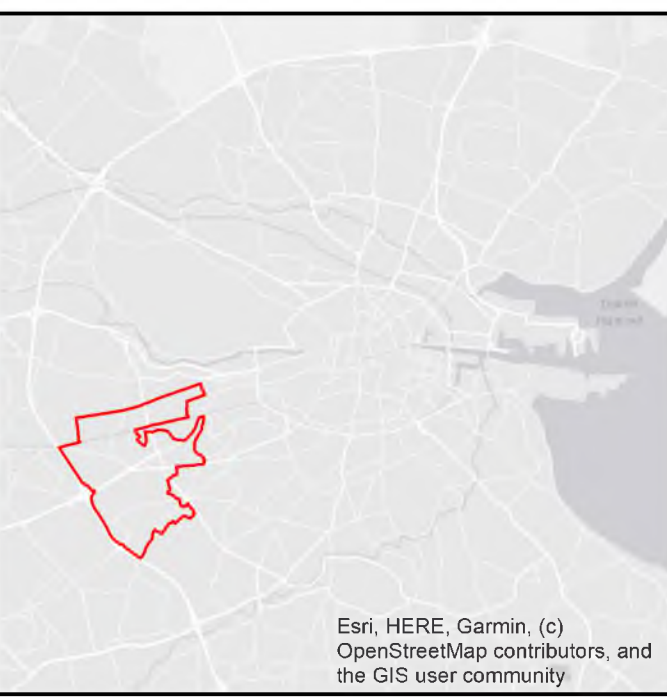 Esri, HERE, Garmin, (c)
OpenStreetMap contributors, and
the GIS user community